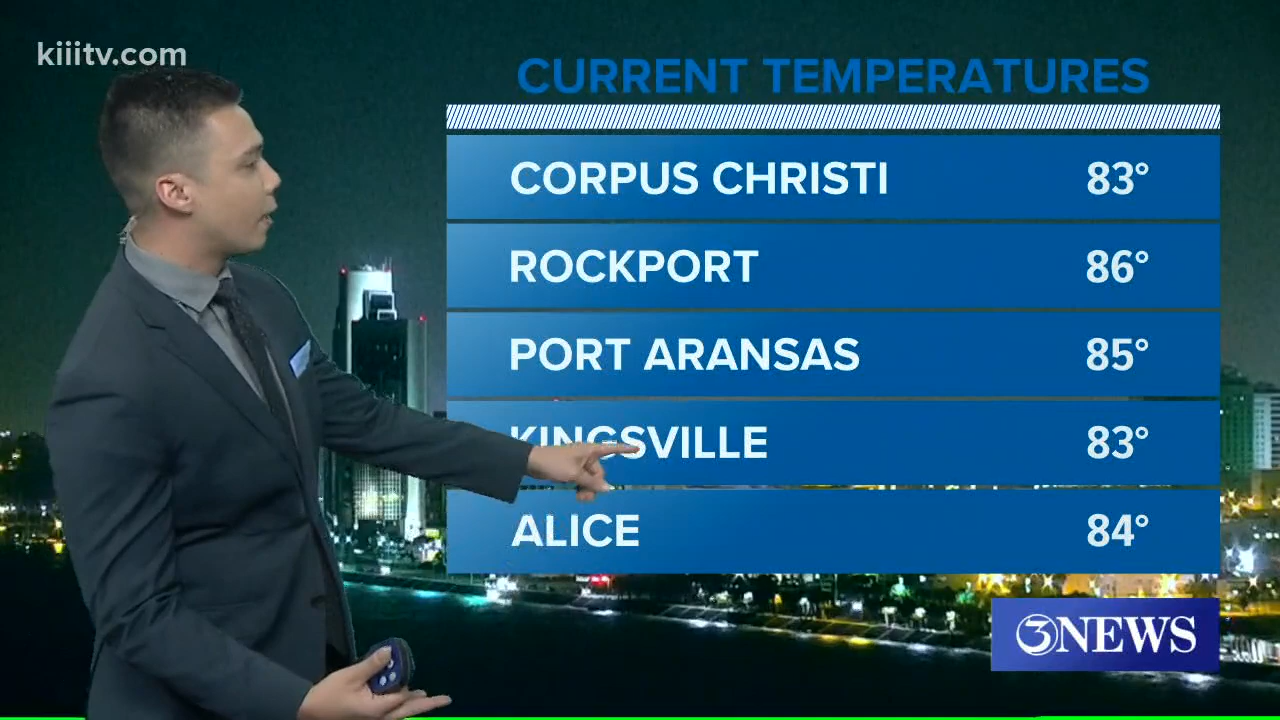 kiiitv.com
CURRENT TEMPERATURES
CORPUS CHRISTI 83°
ROCKPORT 86°
PORT ARANSAS 85°
KINGSVILLE 83°
ALICE 84°
3NEWS